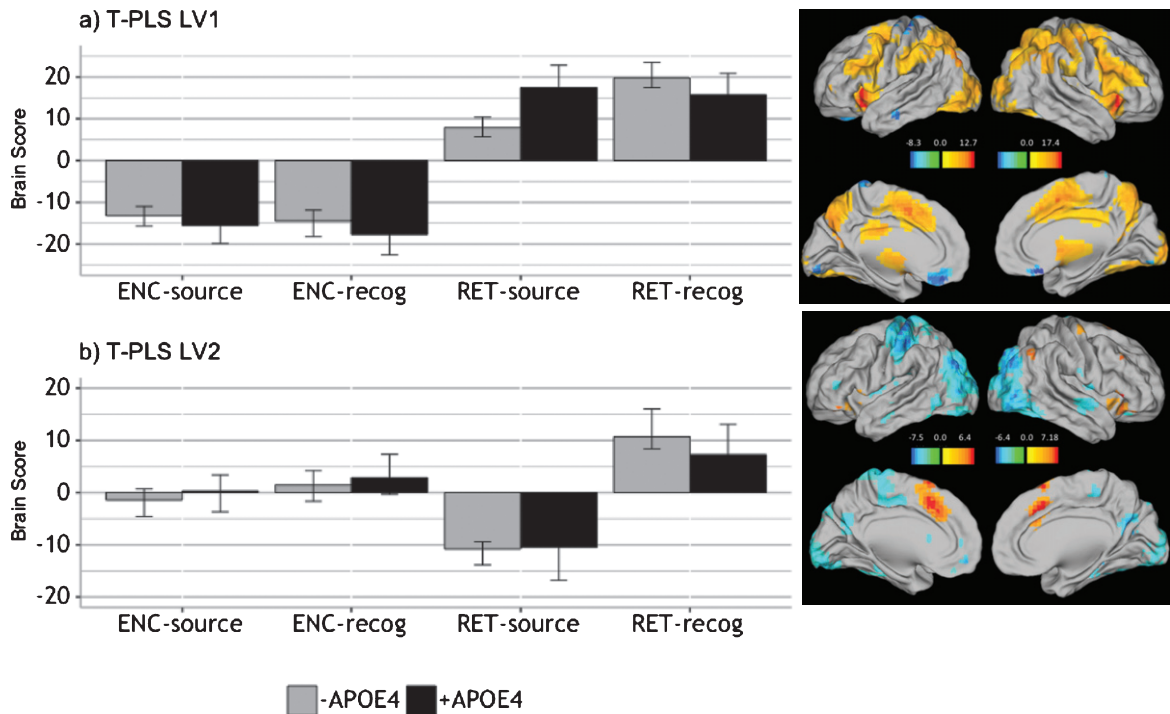 a) T-PLS LV1
Brain Score
20
10
0
-10
-20
ENC-source ENC-recog RET-source RET-recog
-8.3 0.0 12.7 0.0 17.4
b) T-PLS LV2
Brain Score
20
10
0
-10
-20
ENC-source ENC-recog RET-source RET-recog
-7.5 0.0 6.4 -6.4 0.0 7.18
-APOE4 +APOE4